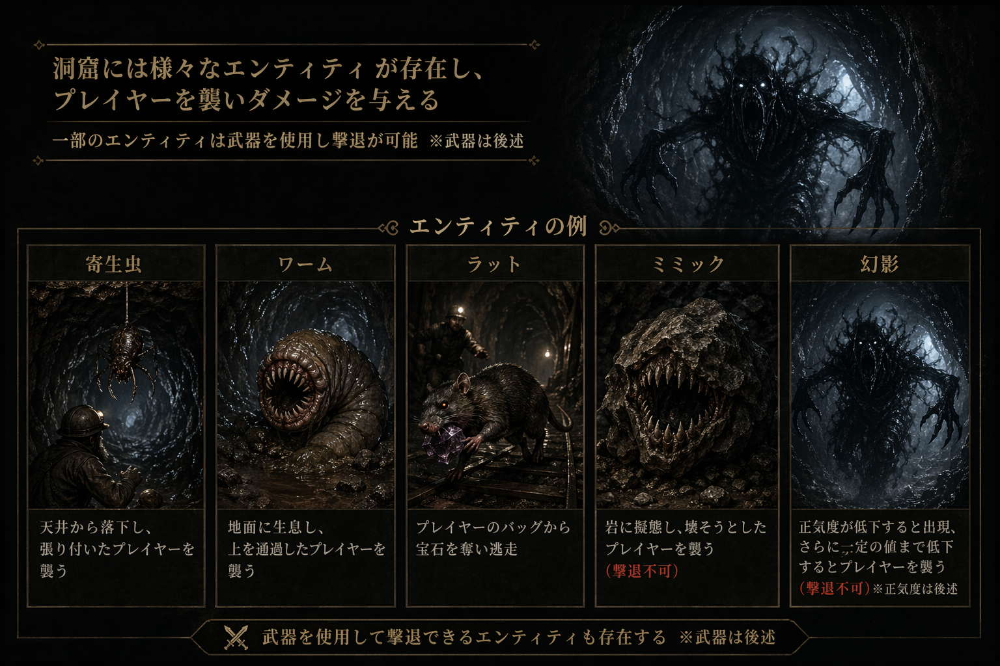 洞窟には様々なエンティティ が存在し、
プレイヤーを襲いダメージを与える
一部のエンティティは武器を使用し撃退が可能 ※武器は後述
エンティティの例
寄生虫
天井から落下し、
張り付いたプレイヤーを
襲う
ワーム
地面に生息し、
上を通過したプレイヤーを
襲う
ラット
プレイヤーのバッグから
宝石を奪い逃走
ミミック
岩に擬態し、壊そうとした
プレイヤーを襲う
(撃退不可)
幻影
正気度が低下すると出現、
さらに一定の値まで低下
するとプレイヤーを襲う
(撃退不可)※正気度は後述
武器を使用して撃退できるエンティティも存在する ※武器は後述